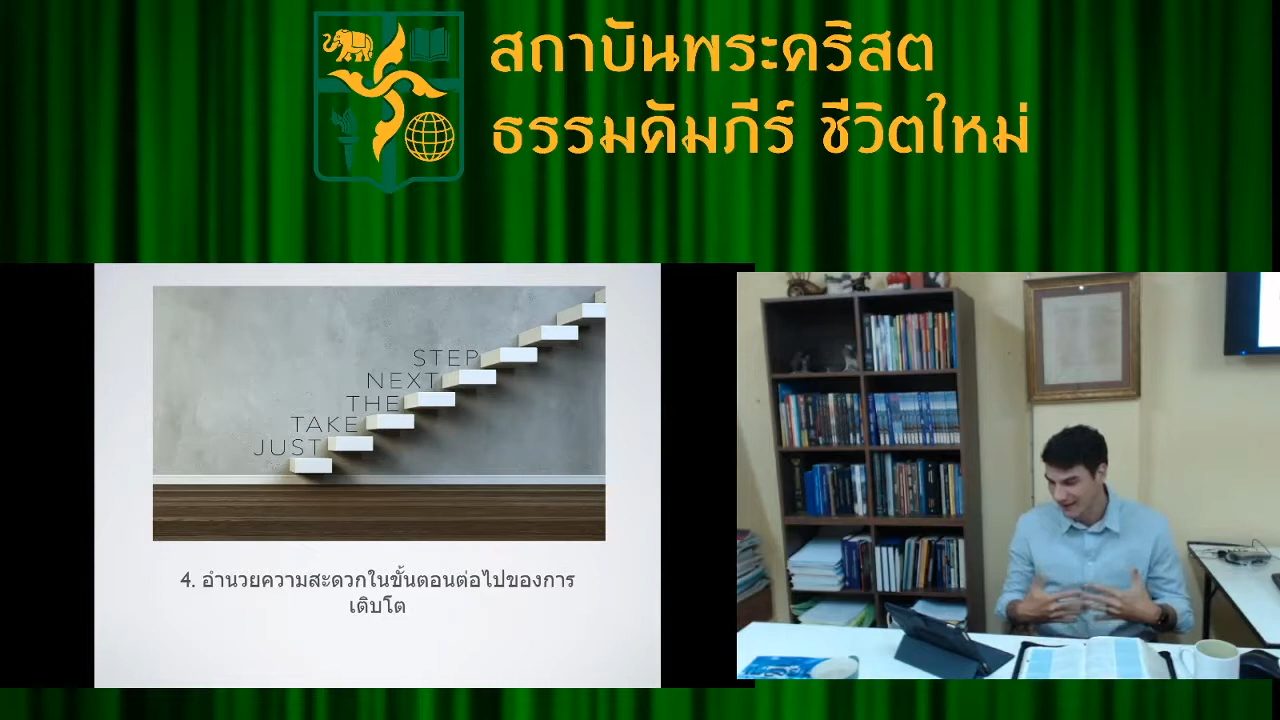 สถาบันพระคริสต
ธรรมคัมภีร์ ชีวิตใหม่
STEP
NEXT
THE
TAKE
JUST
4. อำนวยความสะดวกในขั้นตอนต่อไปของการ
เติบโต